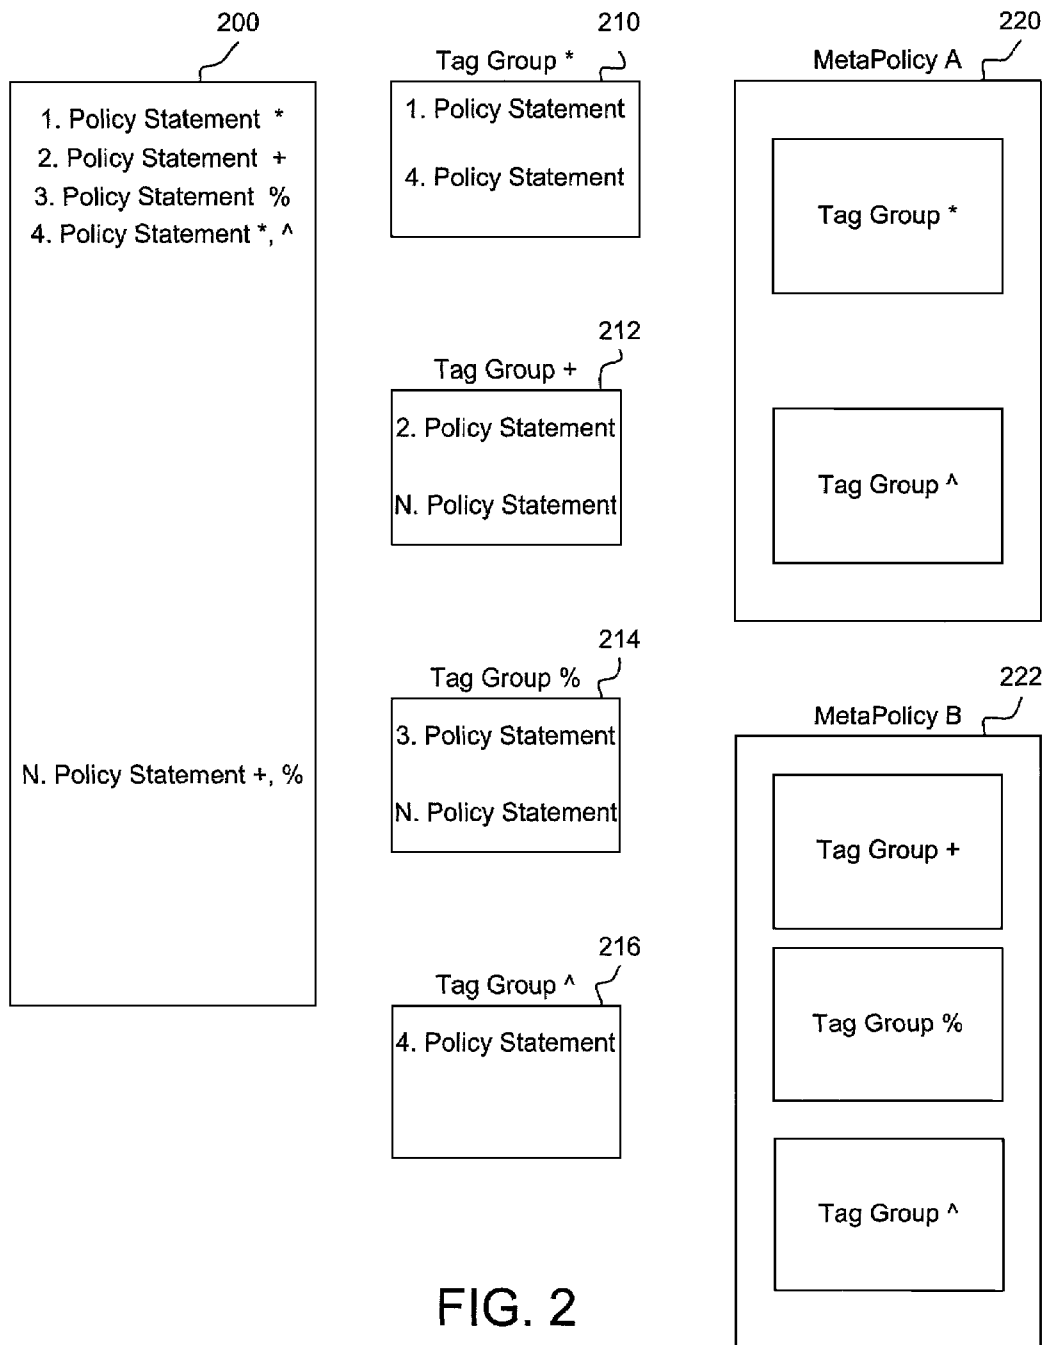 200
1. Policy Statement *
2. Policy Statement +
3. Policy Statement %
4. Policy Statement *, ^
N. Policy Statement +, %
210
Tag Group *
1. Policy Statement
4. Policy Statement
212
Tag Group +
2. Policy Statement
N. Policy Statement
214
Tag Group %
3. Policy Statement
N. Policy Statement
216
Tag Group ^
4. Policy Statement
220
MetaPolicy A
Tag Group *
Tag Group ^
222
MetaPolicy B
Tag Group +
Tag Group %
Tag Group ^
FIG. 2